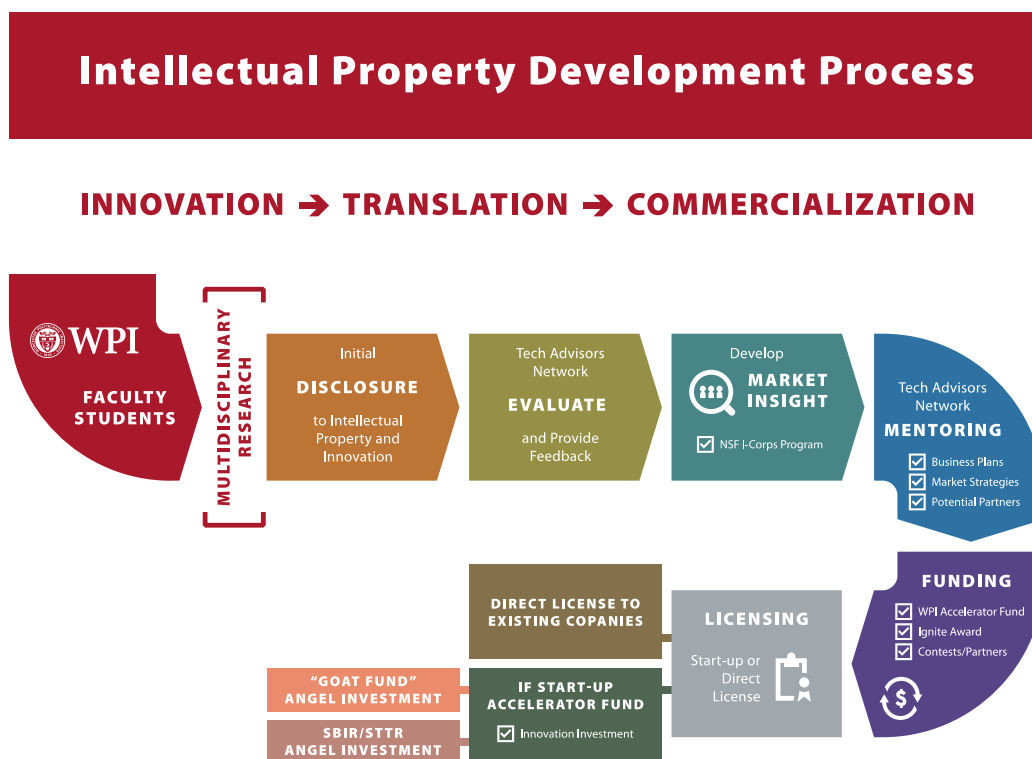 Intellectual Property Development Process
INNOVATION → TRANSLATION → COMMERCIALIZATION
WPI
FACULTY
STUDENTS
MULTIDISCIPLINARY
RESEARCH
Initial
DISCLOSURE
to Intellectual
Property and
Innovation
Tech Advisors
Network
EVALUATE
and Provide
Feedback
Develop
MARKET
INSIGHT
NSF I-Corps Program
Tech Advisors
Network
MENTORING
Business Plans
Market Strategies
Potential Partners
FUNDING
WPI Accelerator Fund
Ignite Award
Contests/Partners
$
LICENSING
Start-up or
Direct
License
DIRECT LICENSE TO
EXISTING COPANIES
IF START-UP
ACCELERATOR FUND
Innovation Investment
"GOAT FUND"
ANGEL INVESTMENT
SBIR/STTR
ANGEL INVESTMENT